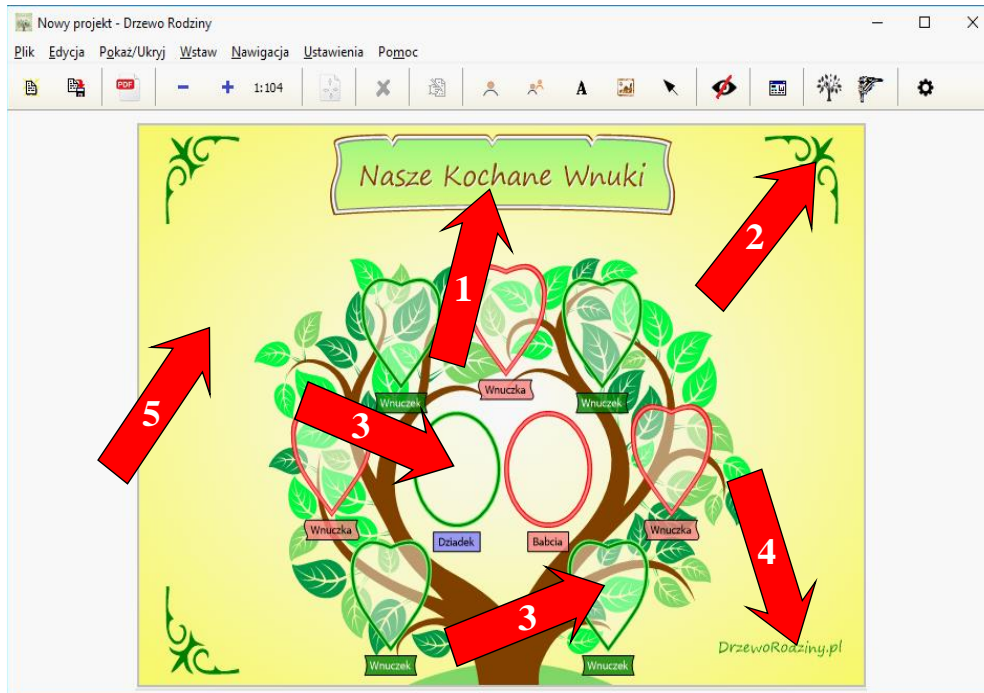 Nowy projekt - Drzewo Rodziny
Plik Edycja Pokaż/Ukryj Wstaw Nawigacja Ustawienia Pomoc
PDF 1:104 A
Nasze Kochane Wnuki
2
1
Wnuczka
Wnuczek Wnuczek
5
3
Wnuczka Wnuczka
Dziadek Babcia
4
3
DrzewoRodziny.pl
Wnuczek Wnuczek